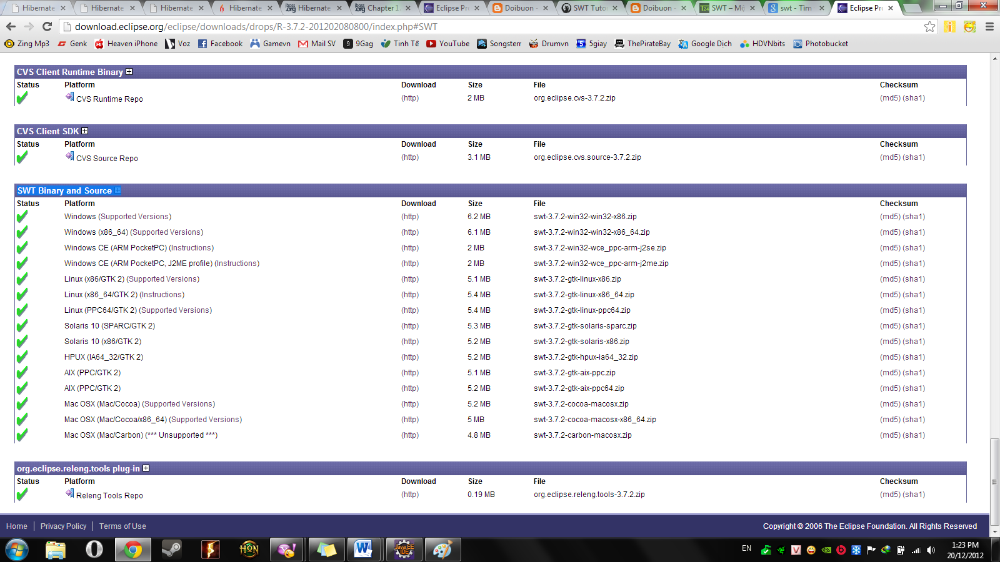 Hibernate
Hibernate
Hibernate
Hibernate
Hibernate
Chapter 1
Eclipse Pro
Doibuon -
SWT Tuto
Doibuon -
SWT – Mô
swt - Tìm
Eclipse Pro
download.eclipse.org/eclipse/downloads/drops/R-3.7.2-201202080800/index.php#SWT
Zing Mp3 Genk Heaven iPhone Voz Facebook Gamevn Mail SV 9Gag Tinh Tế YouTube Songsterr Drumvn 5giay ThePirateBay Google Dịch HDVNbits Photobucket
CVS Client Runtime Binary
Status Platform Download Size File Checksum
CVS Runtime Repo (http) 2 MB org.eclipse.cvs-3.7.2.zip (md5) (sha1)
CVS Client SDK
Status Platform Download Size File Checksum
CVS Source Repo (http) 3.1 MB org.eclipse.cvs.source-3.7.2.zip (md5) (sha1)
SWT Binary and Source
Status Platform Download Size File Checksum
Windows (Supported Versions) (http) 6.2 MB swt-3.7.2-win32-win32-x86.zip (md5) (sha1)
Windows (x86_64) (Supported Versions) (http) 6.1 MB swt-3.7.2-win32-win32-x86_64.zip (md5) (sha1)
Windows CE (ARM PocketPC) (Instructions) (http) 2 MB swt-3.7.2-win32-wce_ppc-arm-j2se.zip (md5) (sha1)
Windows CE (ARM PocketPC, J2ME profile) (Instructions) (http) 2 MB swt-3.7.2-win32-wce_ppc-arm-j2me.zip (md5) (sha1)
Linux (x86/GTK 2) (Supported Versions) (http) 5.1 MB swt-3.7.2-gtk-linux-x86.zip (md5) (sha1)
Linux (x86_64/GTK 2) (Instructions) (http) 5.4 MB swt-3.7.2-gtk-linux-x86_64.zip (md5) (sha1)
Linux (PPC64/GTK 2) (Supported Versions) (http) 5.4 MB swt-3.7.2-gtk-linux-ppc64.zip (md5) (sha1)
Solaris 10 (SPARC/GTK 2) (http) 5.3 MB swt-3.7.2-gtk-solaris-sparc.zip (md5) (sha1)
Solaris 10 (x86/GTK 2) (http) 5.2 MB swt-3.7.2-gtk-solaris-x86.zip (md5) (sha1)
HPUX (IA64_32/GTK 2) (http) 5.2 MB swt-3.7.2-gtk-hpux-ia64_32.zip (md5) (sha1)
AIX (PPC/GTK 2) (http) 5.1 MB swt-3.7.2-gtk-aix-ppc.zip (md5) (sha1)
AIX (PPC/GTK 2) (http) 5.2 MB swt-3.7.2-gtk-aix-ppc64.zip (md5) (sha1)
Mac OSX (Mac/Cocoa) (Supported Versions) (http) 5.2 MB swt-3.7.2-cocoa-macosx.zip (md5) (sha1)
Mac OSX (Mac/Cocoa/x86_64) (Supported Versions) (http) 5 MB swt-3.7.2-cocoa-macosx-x86_64.zip (md5) (sha1)
Mac OSX (Mac/Carbon) (*** Unsupported ***) (http) 4.8 MB swt-3.7.2-carbon-macosx.zip (md5) (sha1)
org.eclipse.releng.tools plug-in
Status Platform Download Size File Checksum
Releng Tools Repo (http) 0.19 MB org.eclipse.releng.tools-3.7.2.zip (md5) (sha1)
Home Privacy Policy Terms of Use Copyright © 2006 The Eclipse Foundation. All Rights Reserved
HON
Java EE
IDE
EN
1:23 PM
20/12/2012